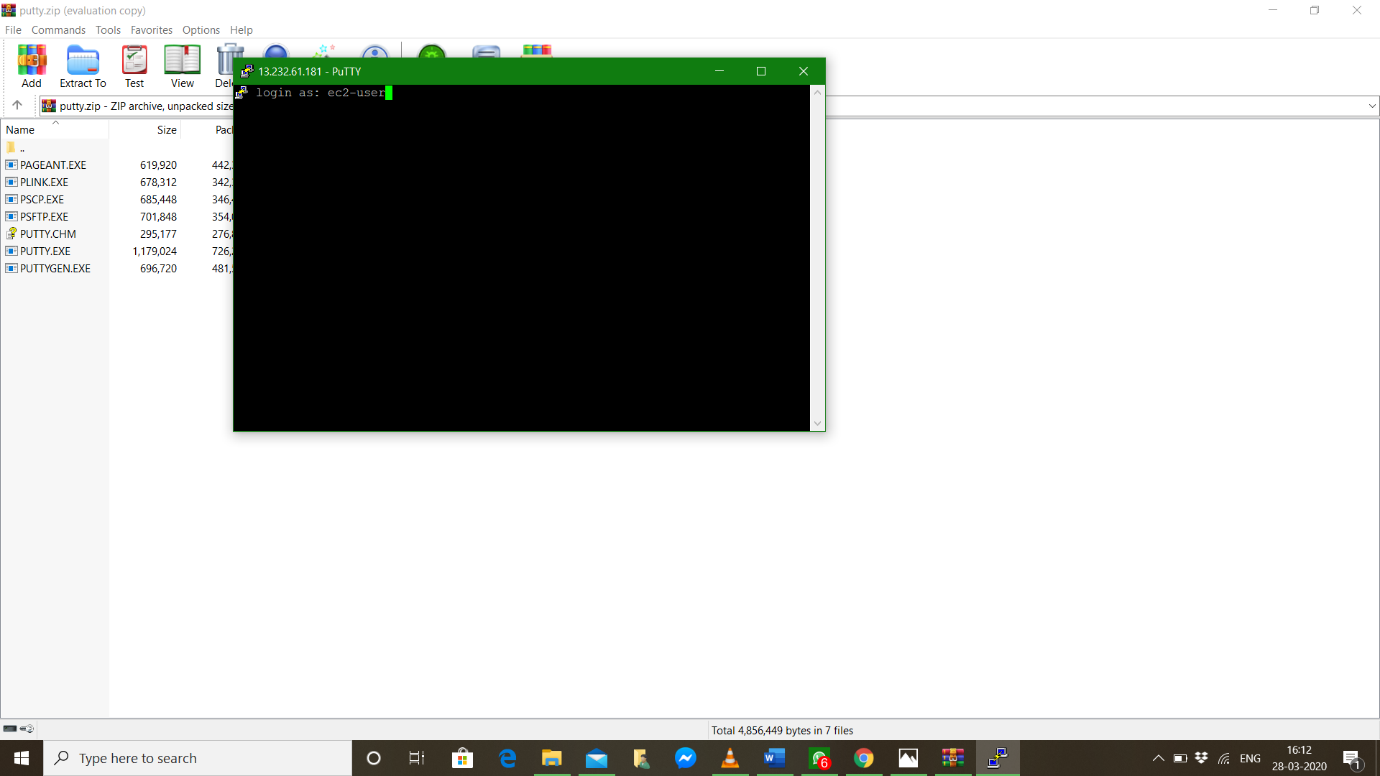 putty.zip (evaluation copy)
File Commands Tools Favorites Options Help
Add Extract To Test View
13.232.61.181 - PuTTY
login as: ec2-user
putty.zip - ZIP archive, unpacked size
Name Size
..
PAGEANT.EXE 619,920
PLINK.EXE 678,312
PSCP.EXE 685,448
PSFTP.EXE 701,848
PUTTY.CHM 295,177
PUTTY.EXE 1,179,024
PUTTYGEN.EXE 696,720
Total 4,856,449 bytes in 7 files
Type here to search
6
ENG
16:12
28-03-2020
1